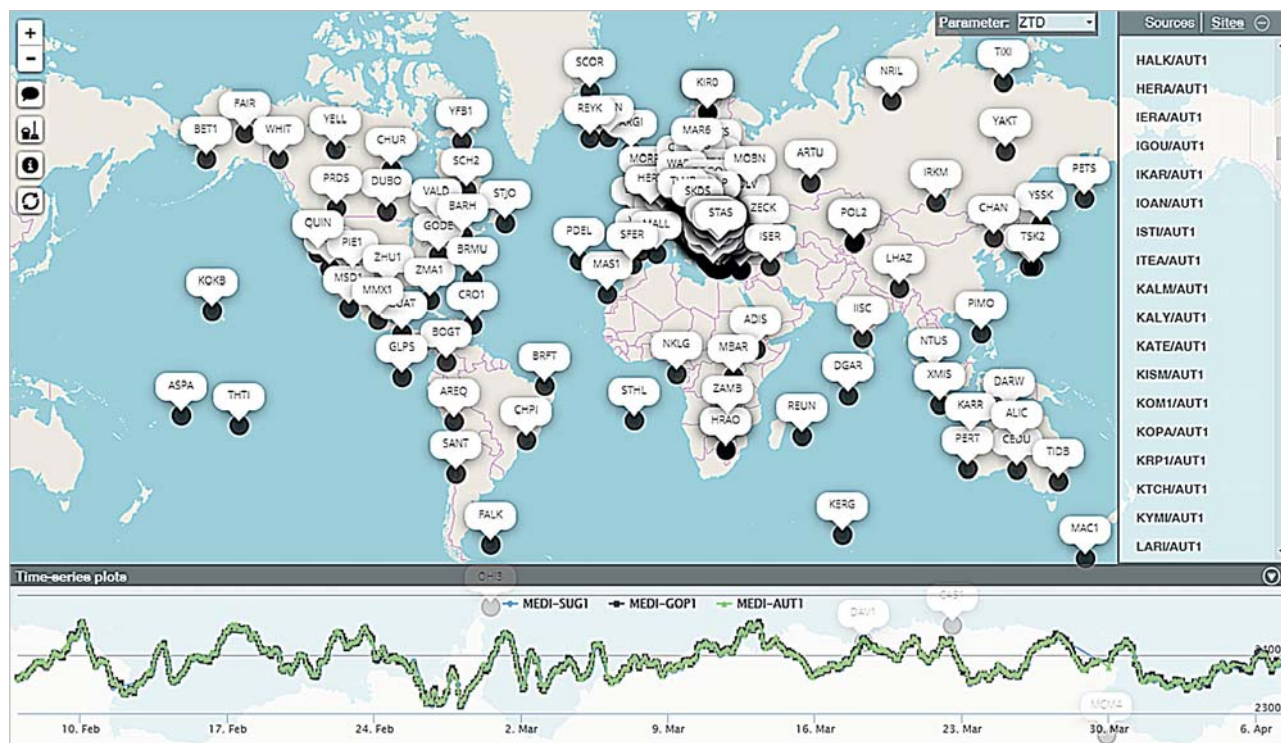 Parameter: ZTD
Sources | Sites
+
−
TIXI
HALK/AUT1
SCOR
NRIL
KIR0
HERA/AUT1
FAIR
REYK
YFB1
ARGI
IERA/AUT1
BET1
WHIT
YELL
MAR6
YAKT
IGOU/AUT1
CHUR
SCH2
MOBN
ARTU
IRKM
PETS
IKAR/AUT1
PRDS
DUBO
VALD
STJO
SKDS
IOAN/AUT1
BARH
ZECK
POL2
CHAN
YSSK
ISTI/AUT1
QUIN
GODE
PDEL
SFER
MALL
STAS
ISER
TSK2
ITEA/AUT1
PIE1
ZHU1
BRMU
LHAZ
KALM/AUT1
KOKB
MSD1
ZMA1
MAS1
MMX1
CRO1
IISC
PIMO
KALY/AUT1
BOGT
ADIS
KATE/AUT1
GLPS
NKLG
MBAR
NTUS
BRFT
DGAR
XMIS
KISM/AUT1
ASPA
THTI
AREQ
STHL
ZAMB
DARW
KOM1/AUT1
CHPI
REUN
KARR
ALIC
KOPA/AUT1
SANT
HRAO
PERT
CEDU
TIDB
KRP1/AUT1
KTCH/AUT1
FALK
KERG
KYMI/AUT1
MAC1
LARI/AUT1
Time-series plots
OHI3
MEDI-SUG1 MEDI-GOP1 MEDI-AUT1
DAV1
CAS1
2400
MCM4
2300
10. Feb 17. Feb 24. Feb 2. Mar 9. Mar 16. Mar 23. Mar 30. Mar 6. Apr